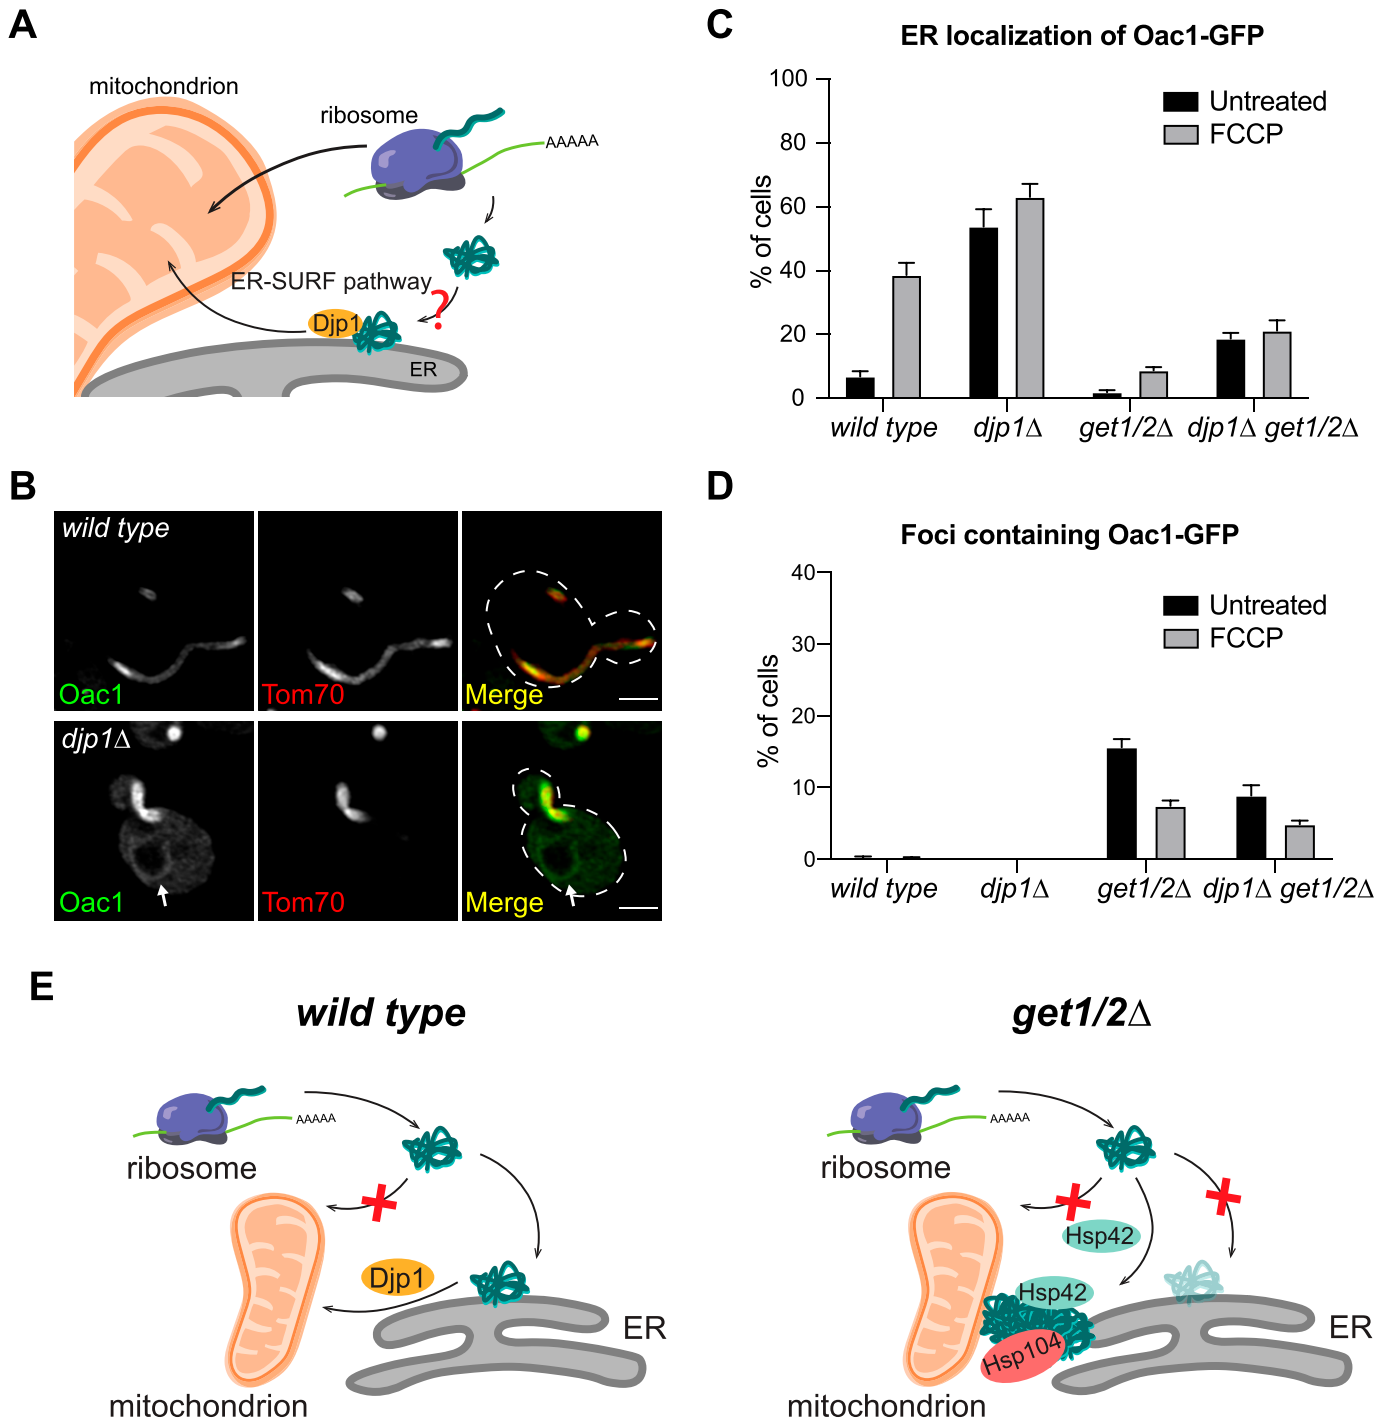 A
mitochondrion
ribosome
AAAAA
ER-SURF pathway
?
Djp1
ER
B
wild type
Oac1
Tom70
Merge
djp1Δ
Oac1
Tom70
Merge
C
ER localization of Oac1-GFP
% of cells
100
80
60
40
20
0
Untreated
FCCP
wild type
djp1Δ
get1/2Δ
djp1Δ get1/2Δ
D
Foci containing Oac1-GFP
% of cells
40
30
20
10
0
Untreated
FCCP
wild type
djp1Δ
get1/2Δ
djp1Δ get1/2Δ
E
wild type
AAAAA
ribosome
Djp1
ER
mitochondrion
get1/2Δ
AAAAA
ribosome
Hsp42
Hsp42
Hsp104
ER
mitochondrion